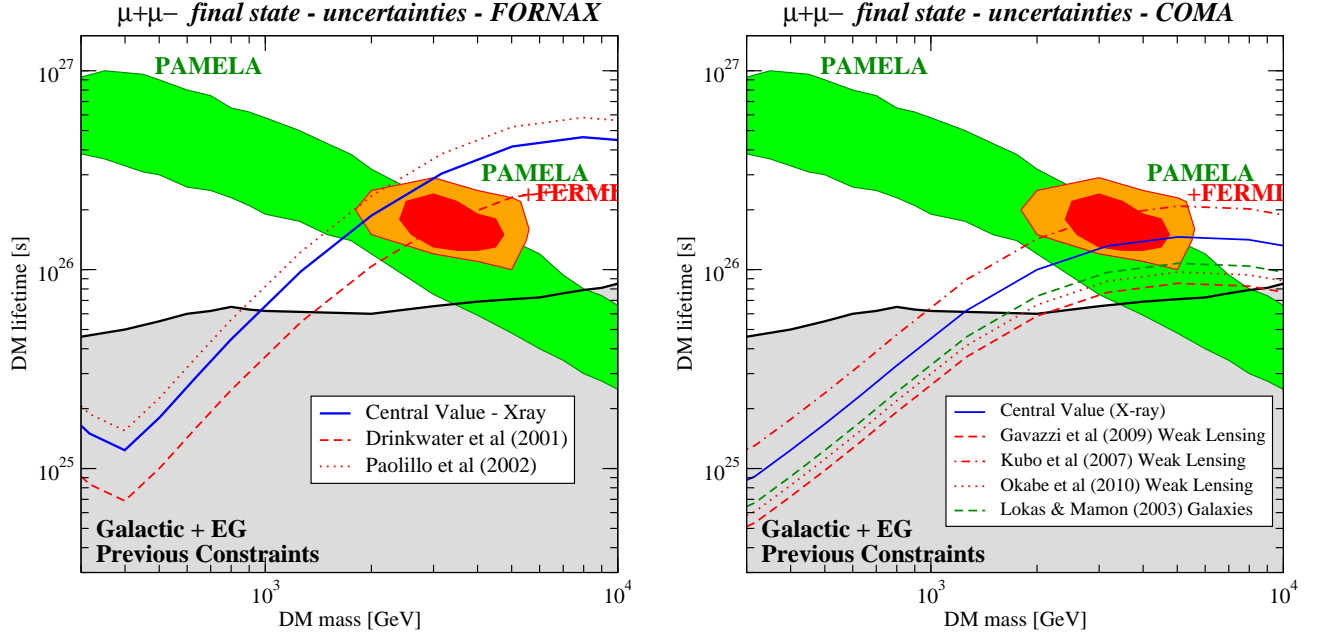 μ+μ− final state - uncertainties - FORNAX
10^27
10^26
10^25
DM lifetime [s]
PAMELA
PAMELA
+FERMI
Central Value - Xray
Drinkwater et al (2001)
Paolillo et al (2002)
Galactic + EG
Previous Constraints
10^3
10^4
DM mass [GeV]
μ+μ− final state - uncertainties - COMA
10^27
10^26
10^25
DM lifetime [s]
PAMELA
PAMELA
+FERMI
Central Value (X-ray)
Gavazzi et al (2009) Weak Lensing
Kubo et al (2007) Weak Lensing
Okabe et al (2010) Weak Lensing
Lokas & Mamon (2003) Galaxies
Galactic + EG
Previous Constraints
10^3
10^4
DM mass [GeV]